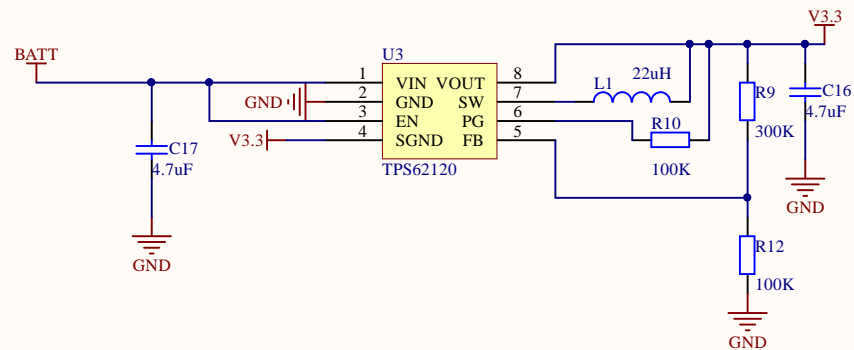 V3.3
BATT
U3
1 VIN VOUT 8
2 GND SW 7
3 EN PG 6
4 SGND FB 5
TPS62120
GND
V3.3
L1 22uH
R10
100K
R9
300K
C16
4.7uF
GND
C17
4.7uF
GND
R12
100K
GND